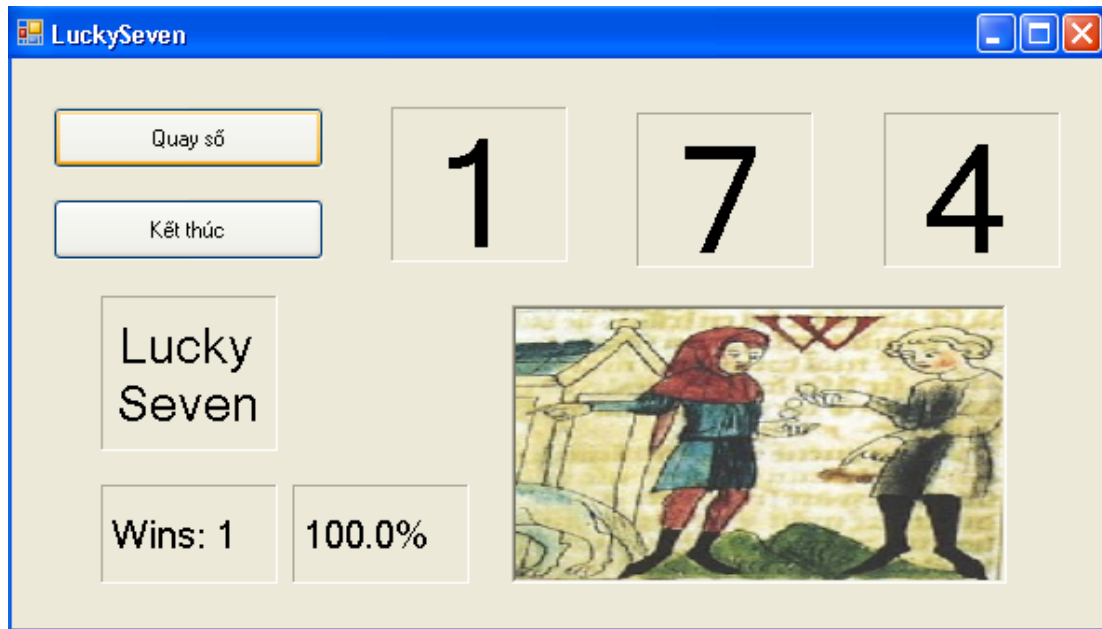 LuckySeven
Quay số
1 7 4
Kết thúc
Lucky
Seven
Wins: 1
100.0%
W